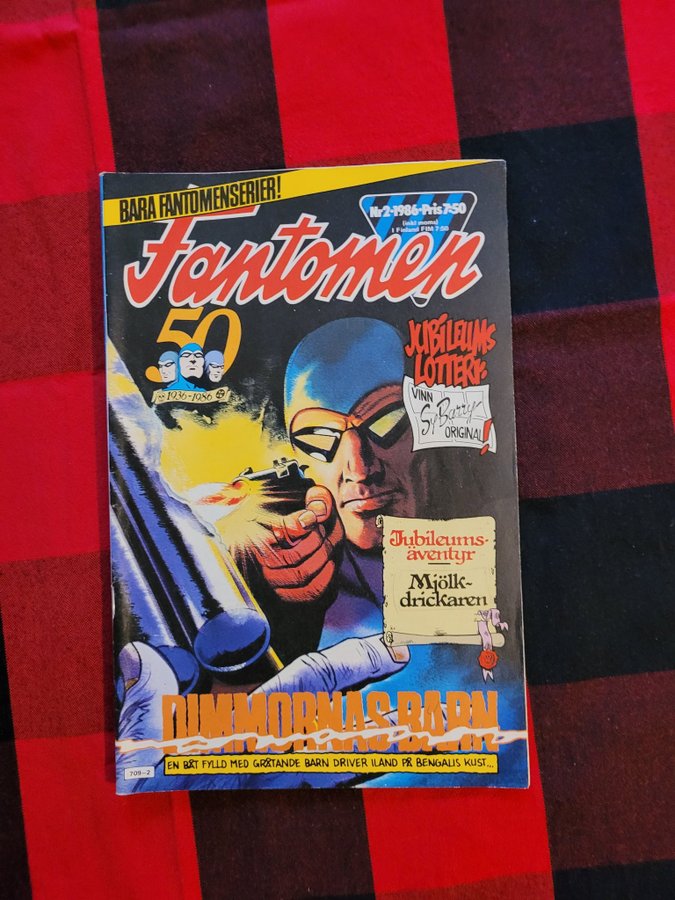 BARA FANTOMENSERIER!
Nr 2-1986-Pris 7:50
(inkl moms)
I Finland FIM 7:50
Fantomen
50
1936-1986
JUBILEUMS
LOTTERI:
VINN
Sy Barry
ORIGINAL!
Jubileums-
äventyr
Mjölk-
drickaren
DIMMORNAS BARN
EN BÅT FYLLD MED GRÅTANDE BARN DRIVER ILAND PÅ BENGALIS KUST...
709-2